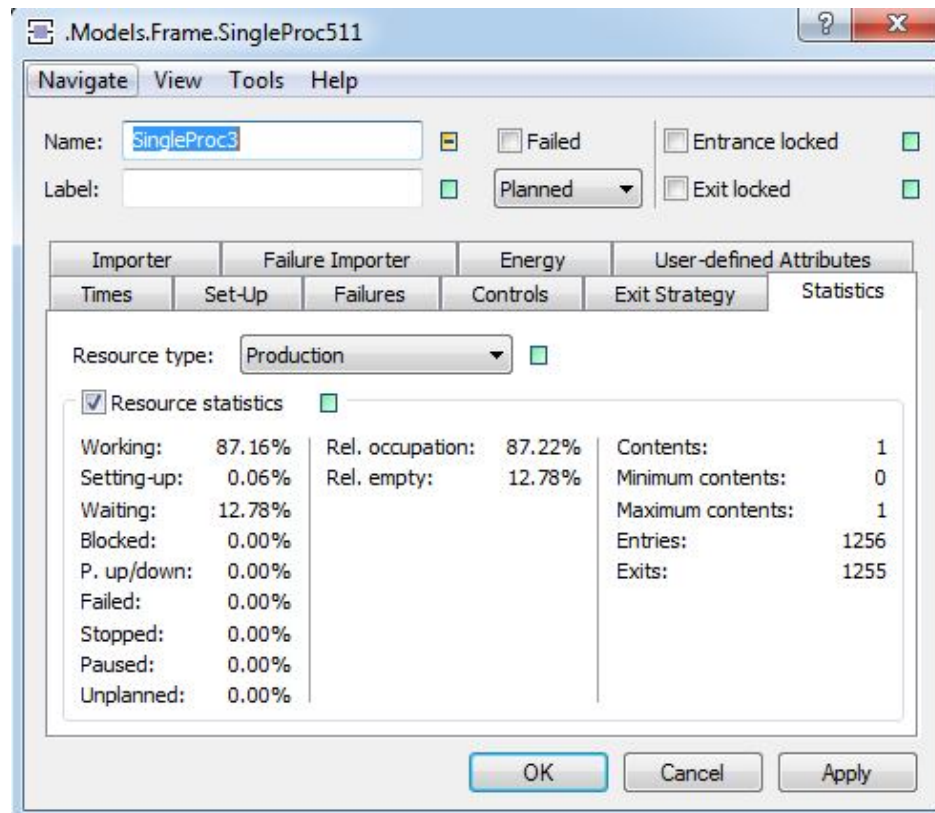 .Models.Frame.SingleProc511 ? X
Navigate View Tools Help
Name: SingleProc3 Failed Entrance locked
Label: Planned Exit locked
Importer Failure Importer Energy User-defined Attributes
Times Set-Up Failures Controls Exit Strategy Statistics
Resource type: Production
Resource statistics
Working: 87.16% Rel. occupation: 87.22% Contents: 1
Setting-up: 0.06% Rel. empty: 12.78% Minimum contents: 0
Waiting: 12.78% Maximum contents: 1
Blocked: 0.00% Entries: 1256
P. up/down: 0.00% Exits: 1255
Failed: 0.00%
Stopped: 0.00%
Paused: 0.00%
Unplanned: 0.00%
OK Cancel Apply